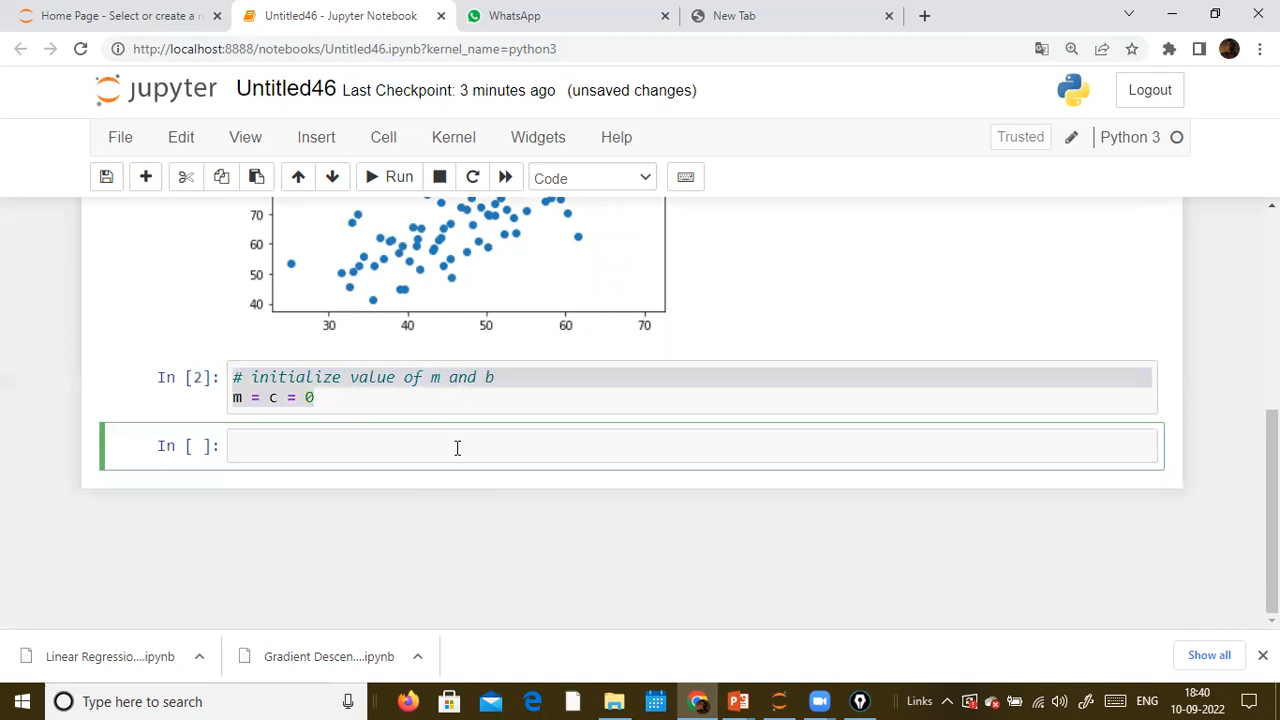 Home Page - Select or create a n
Untitled46 - Jupyter Notebook
WhatsApp
New Tab
http://localhost:8888/notebooks/Untitled46.ipynb?kernel_name=python3
jupyter Untitled46 Last Checkpoint: 3 minutes ago (unsaved changes)
Logout
File Edit View Insert Cell Kernel Widgets Help
Trusted
Python 3
Run
Code
70
60
50
40
30 40 50 60 70
In [2]: # initialize value of m and b
m = c = 0
In [ ]:
Linear Regressio....ipynb
Gradient Descen....ipynb
Show all
Type here to search
Links
ENG
18:40
10-09-2022